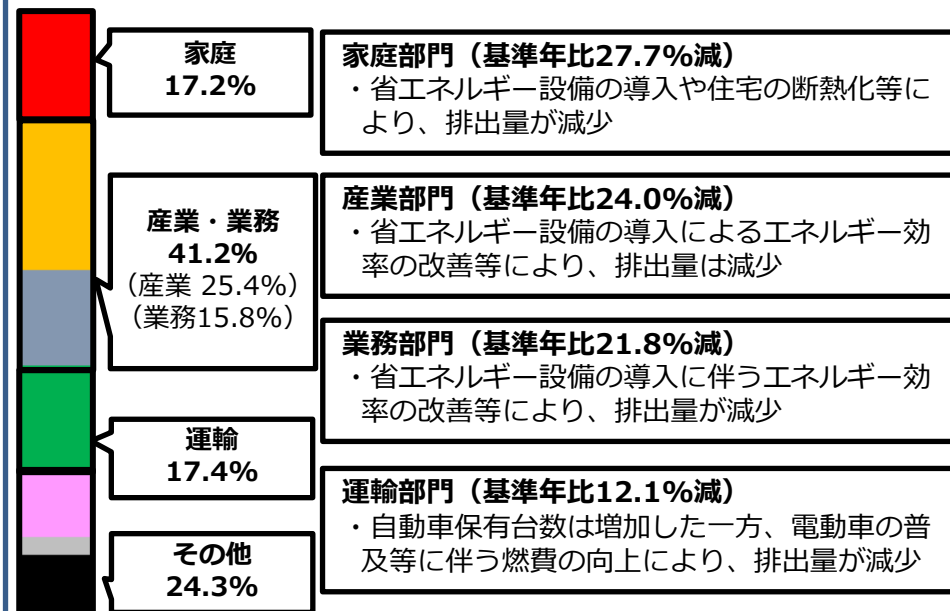 家庭
17.2%
家庭部門（基準年比27.7%減）
・省エネルギー設備の導入や住宅の断熱化等に
より、排出量が減少
産業・業務
41.2%
（産業 25.4%）
（業務15.8%）
産業部門（基準年比24.0%減）
・省エネルギー設備の導入によるエネルギー効
率の改善等により、排出量は減少
業務部門（基準年比21.8%減）
・省エネルギー設備の導入に伴うエネルギー効
率の改善等により、排出量が減少
運輸
17.4%
運輸部門（基準年比12.1%減）
・自動車保有台数は増加した一方、電動車の普
及等に伴う燃費の向上により、排出量が減少
その他
24.3%